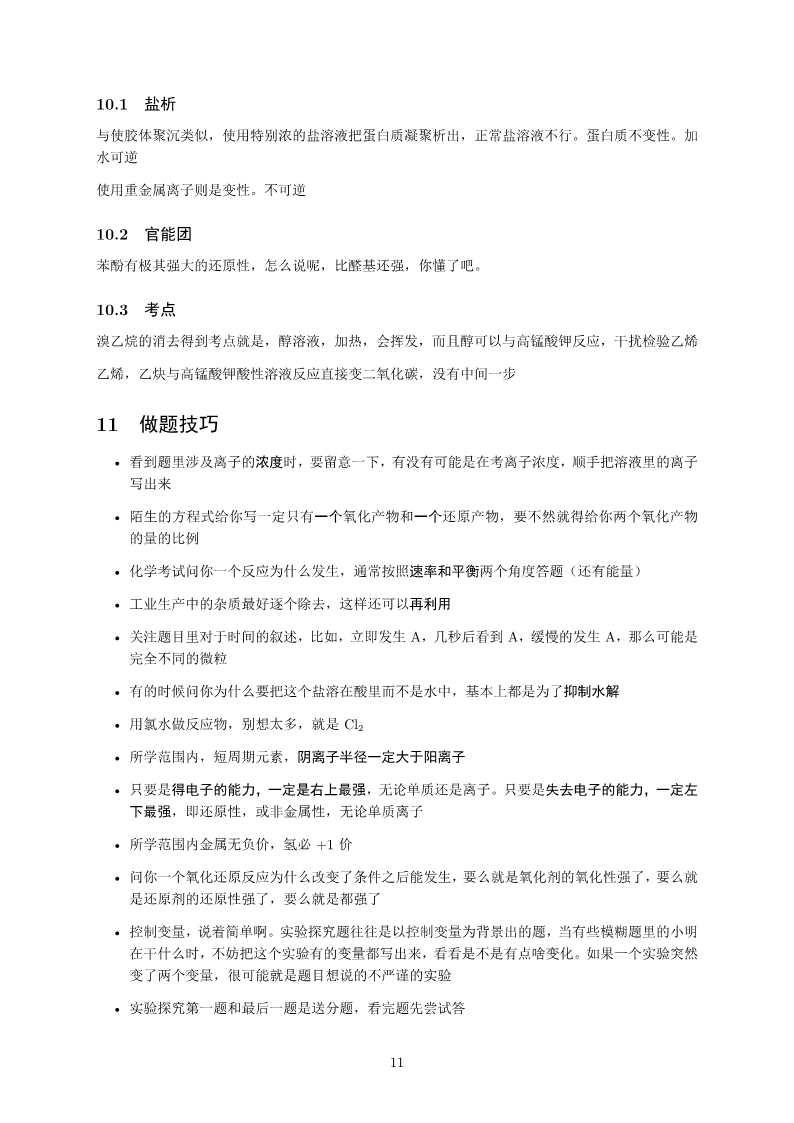 10.1 盐析
与使胶体聚沉类似，使用特别浓的盐溶液把蛋白质凝聚析出，正常盐溶液不行。蛋白质不变性。加
水可逆
使用重金属离子则是变性。不可逆
10.2 官能团
苯酚有极其强大的还原性，怎么说呢，比醛基还强，你懂了吧。
10.3 考点
溴乙烷的消去得到考点就是，醇溶液，加热，会挥发，而且醇可以与高锰酸钾反应，干扰检验乙烯
乙烯，乙炔与高锰酸钾酸性溶液反应直接变二氧化碳，没有中间一步
11 做题技巧
• 看到题里涉及离子的浓度时，要留意一下，有没有可能是在考离子浓度，顺手把溶液里的离子
写出来
• 陌生的方程式给你写一定只有一个氧化产物和一个还原产物，要不然就得给你两个氧化产物
的量的比例
• 化学考试问你一个反应为什么发生，通常按照速率和平衡两个角度答题（还有能量）
• 工业生产中的杂质最好逐个除去，这样还可以再利用
• 关注题目里对于时间的叙述，比如，立即发生 A，几秒后看到 A，缓慢的发生 A，那么可能是
完全不同的微粒
• 有的时候问你为什么要把这个盐溶在酸里而不是水中，基本上都是为了抑制水解
• 用氯水做反应物，别想太多，就是 Cl₂
• 所学范围内，短周期元素，阴离子半径一定大于阳离子
• 只要是得电子的能力，一定是右上最强，无论单质还是离子。只要是失去电子的能力，一定左
下最强，即还原性，或非金属性，无论单质离子
• 所学范围内金属无负价，氢必 +1 价
• 问你一个氧化还原反应为什么改变了条件之后能发生，要么就是氧化剂的氧化性强了，要么就
是还原剂的还原性强了，要么就是都强了
• 控制变量，说着简单啊。实验探究题往往是以控制变量为背景出的题，当有些模糊题里的小明
在干什么时，不妨把这个实验有的变量都写出来，看看是不是有点啥变化。如果一个实验突然
变了两个变量，很可能就是题目想说的不严谨的实验
• 实验探究第一题和最后一题是送分题，看完题先尝试答
11